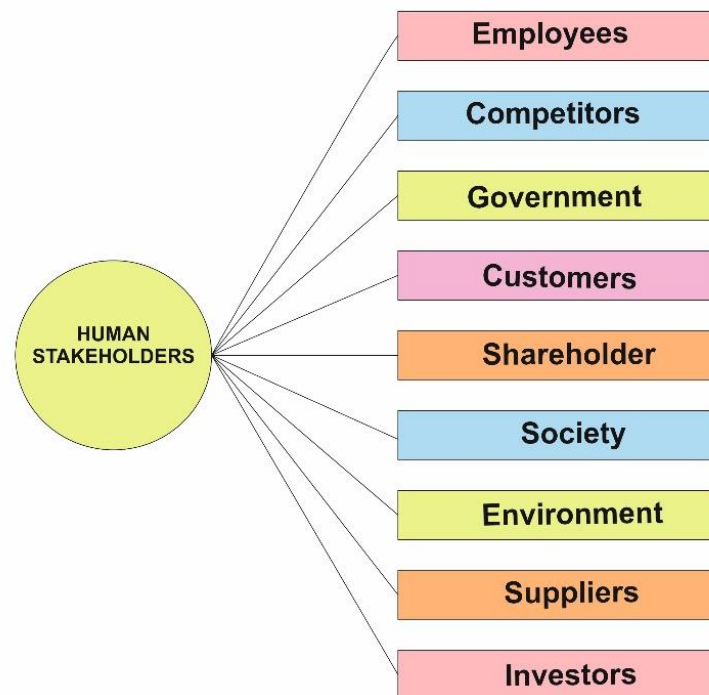 Employees
Competitors
Government
Customers
HUMAN
STAKEHOLDERS
Shareholder
Society
Environment
Suppliers
Investors